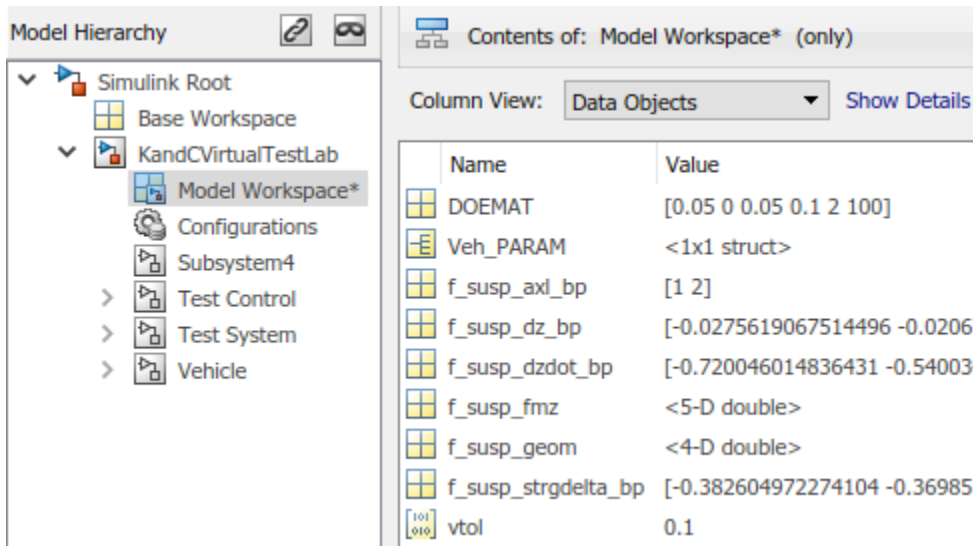 Model Hierarchy
Simulink Root
Base Workspace
KandCVirtualTestLab
Model Workspace*
Configurations
Subsystem4
Test Control
Test System
Vehicle
Contents of: Model Workspace* (only)
Column View: Data Objects Show Details
Name Value
DOEMAT [0.05 0 0.05 0.1 2 100]
Veh_PARAM <1x1 struct>
f_susp_axl_bp [1 2]
f_susp_dz_bp [-0.0275619067514496 -0.0206
f_susp_dzdot_bp [-0.720046014836431 -0.54003
f_susp_fmz <5-D double>
f_susp_geom <4-D double>
f_susp_strgdelta_bp [-0.382604972274104 -0.36985
vtol 0.1